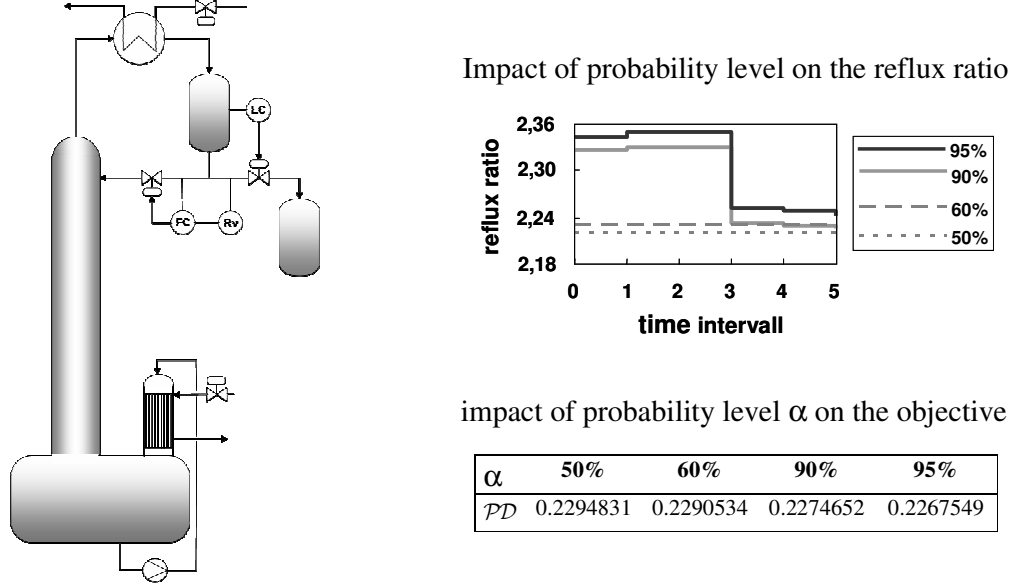 LC
FC
Rv
Impact of probability level on the reflux ratio
reflux ratio
2,36
2,30
2,24
2,18
0 1 2 3 4 5
time intervall
95%
90%
60%
50%
impact of probability level α on the objective
α 50% 60% 90% 95%
PD 0.2294831 0.2290534 0.2274652 0.2267549